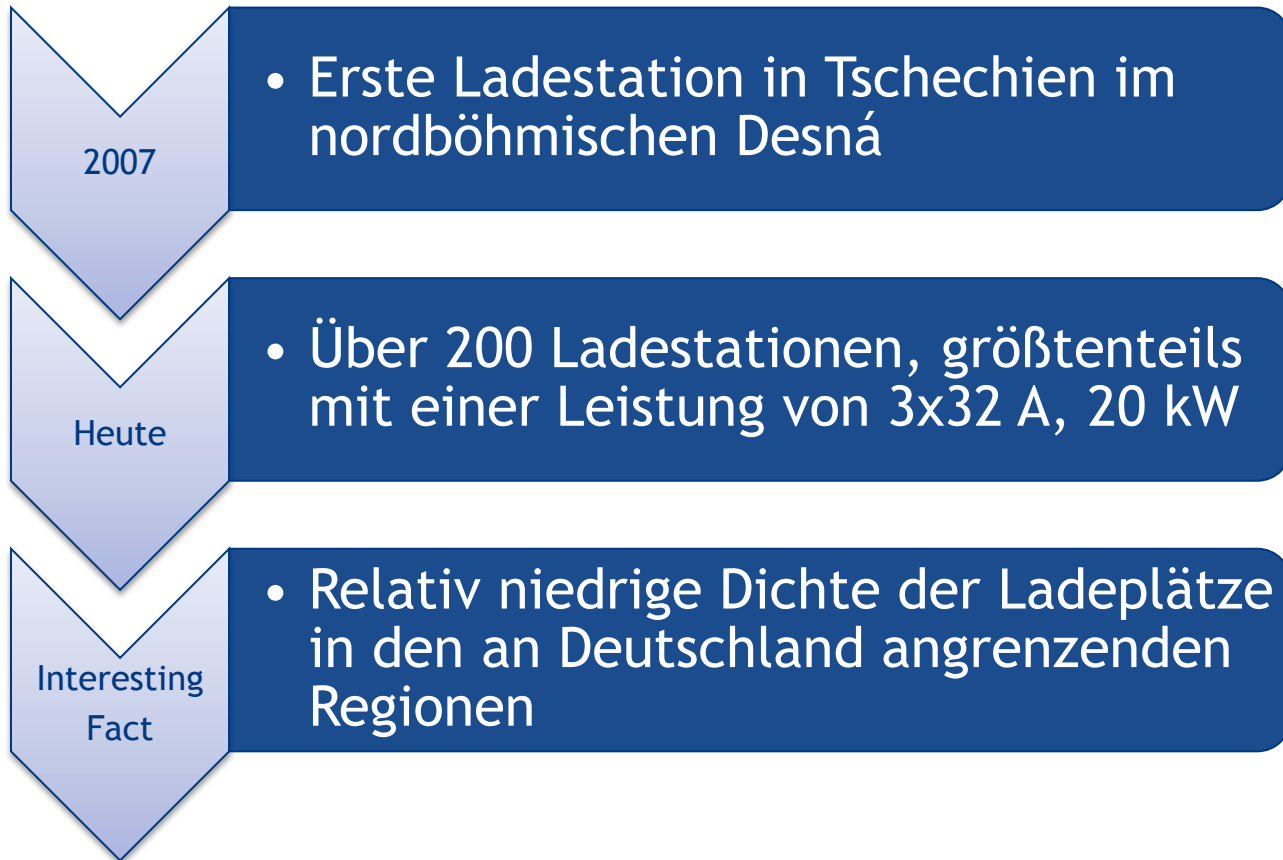 2007
• Erste Ladestation in Tschechien im
nordböhmischen Desná
Heute
• Über 200 Ladestationen, größtenteils
mit einer Leistung von 3x32 A, 20 kW
Interesting
Fact
• Relativ niedrige Dichte der Ladeplätze
in den an Deutschland angrenzenden
Regionen